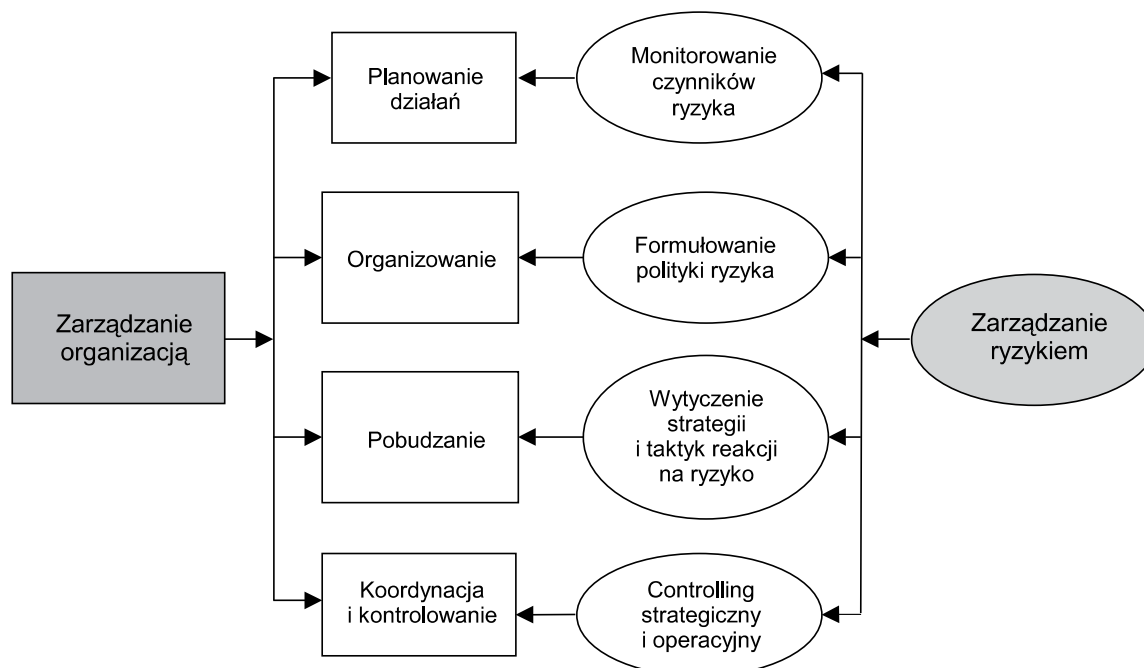 Planowanie
działań
Monitorowanie
czynników
ryzyka
Organizowanie
Formułowanie
polityki ryzyka
Zarządzanie
organizacją
Zarządzanie
ryzykiem
Pobudzanie
Wytyczenie
strategii
i taktyk reakcji
na ryzyko
Koordynacja
i kontrolowanie
Controlling
strategiczny
i operacyjny